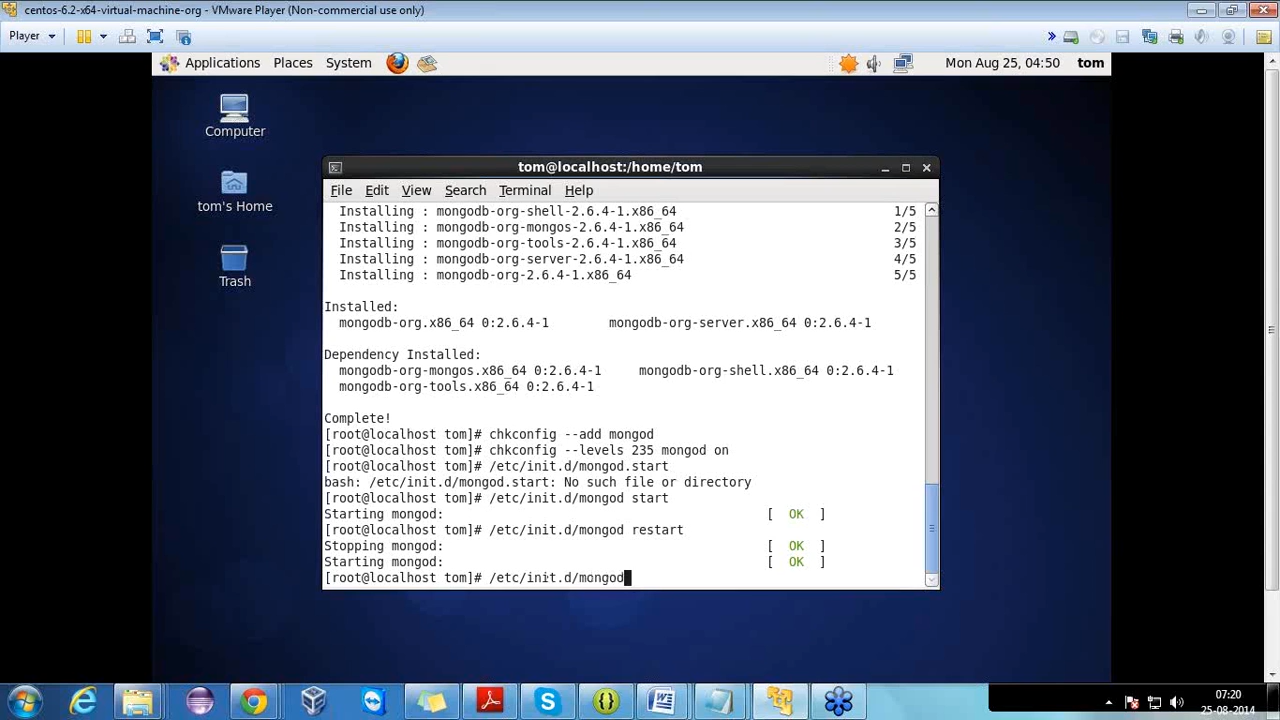 centos-6.2-x64-virtual-machine-org - VMware Player (Non-commercial use only)
Player
Applications Places System Mon Aug 25, 04:50 tom
Computer
tom's Home
Trash
tom@localhost:/home/tom
File Edit View Search Terminal Help
Installing : mongodb-org-shell-2.6.4-1.x86_64 1/5
Installing : mongodb-org-mongos-2.6.4-1.x86_64 2/5
Installing : mongodb-org-tools-2.6.4-1.x86_64 3/5
Installing : mongodb-org-server-2.6.4-1.x86_64 4/5
Installing : mongodb-org-2.6.4-1.x86_64 5/5
Installed:
mongodb-org.x86_64 0:2.6.4-1 mongodb-org-server.x86_64 0:2.6.4-1
Dependency Installed:
mongodb-org-mongos.x86_64 0:2.6.4-1 mongodb-org-shell.x86_64 0:2.6.4-1
mongodb-org-tools.x86_64 0:2.6.4-1
Complete!
[root@localhost tom]# chkconfig --add mongod
[root@localhost tom]# chkconfig --levels 235 mongod on
[root@localhost tom]# /etc/init.d/mongod.start
bash: /etc/init.d/mongod.start: No such file or directory
[root@localhost tom]# /etc/init.d/mongod start
Starting mongod: [ OK ]
[root@localhost tom]# /etc/init.d/mongod restart
Stopping mongod: [ OK ]
Starting mongod: [ OK ]
[root@localhost tom]# /etc/init.d/mongod
07:20
25-08-2014